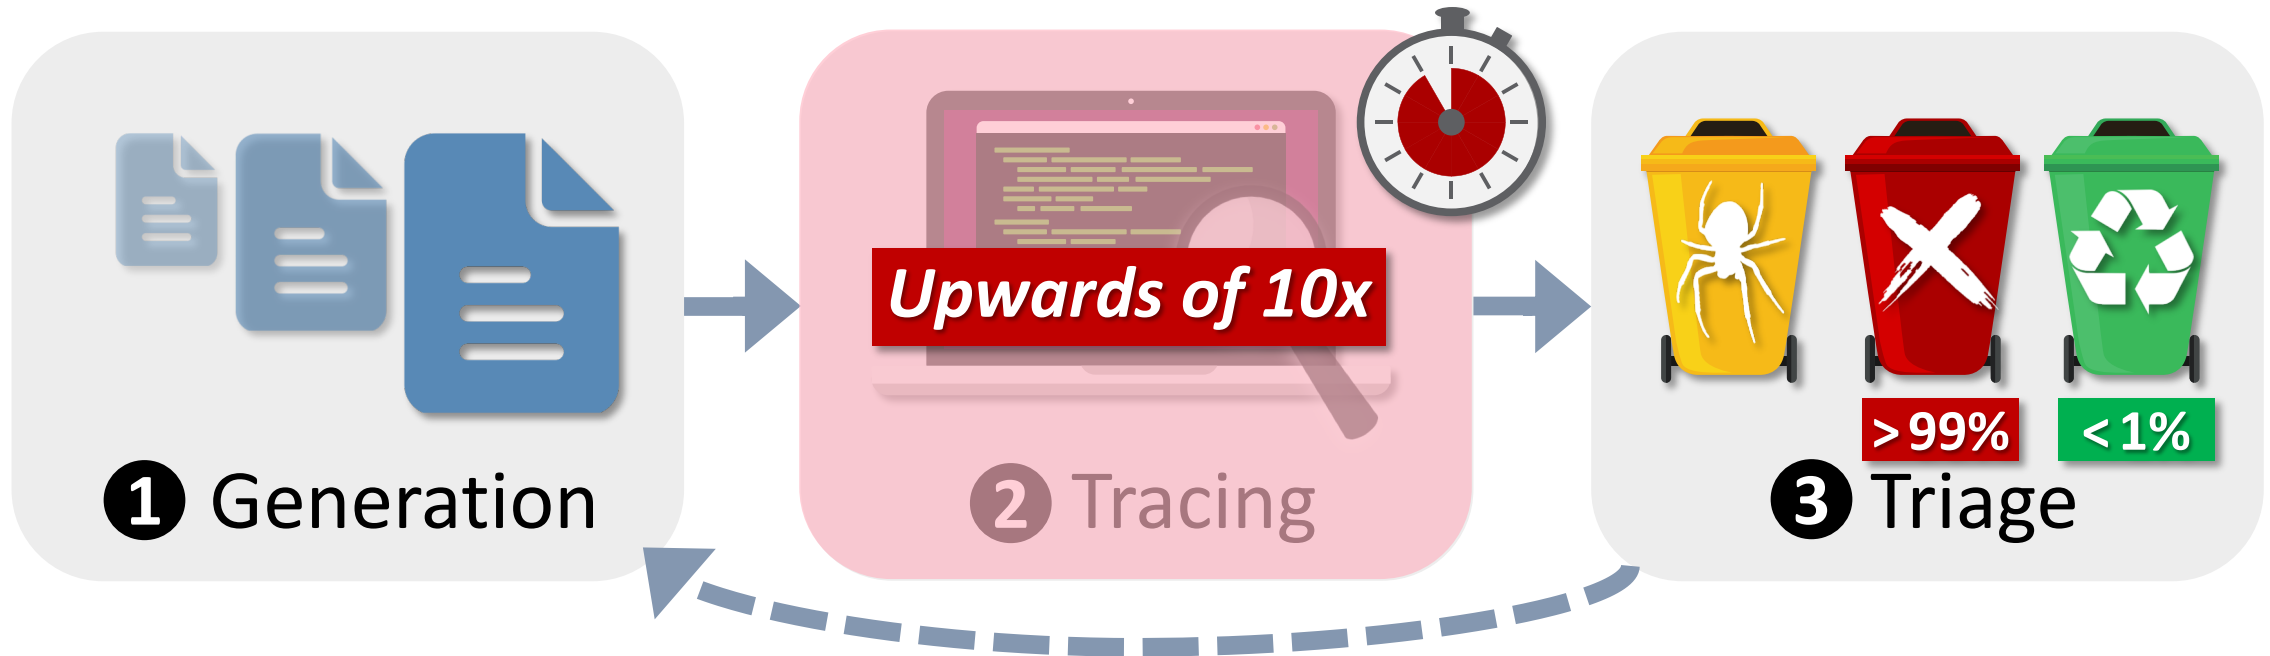 Upwards of 10x
> 99%
< 1%
1 Generation
2 Tracing
3 Triage